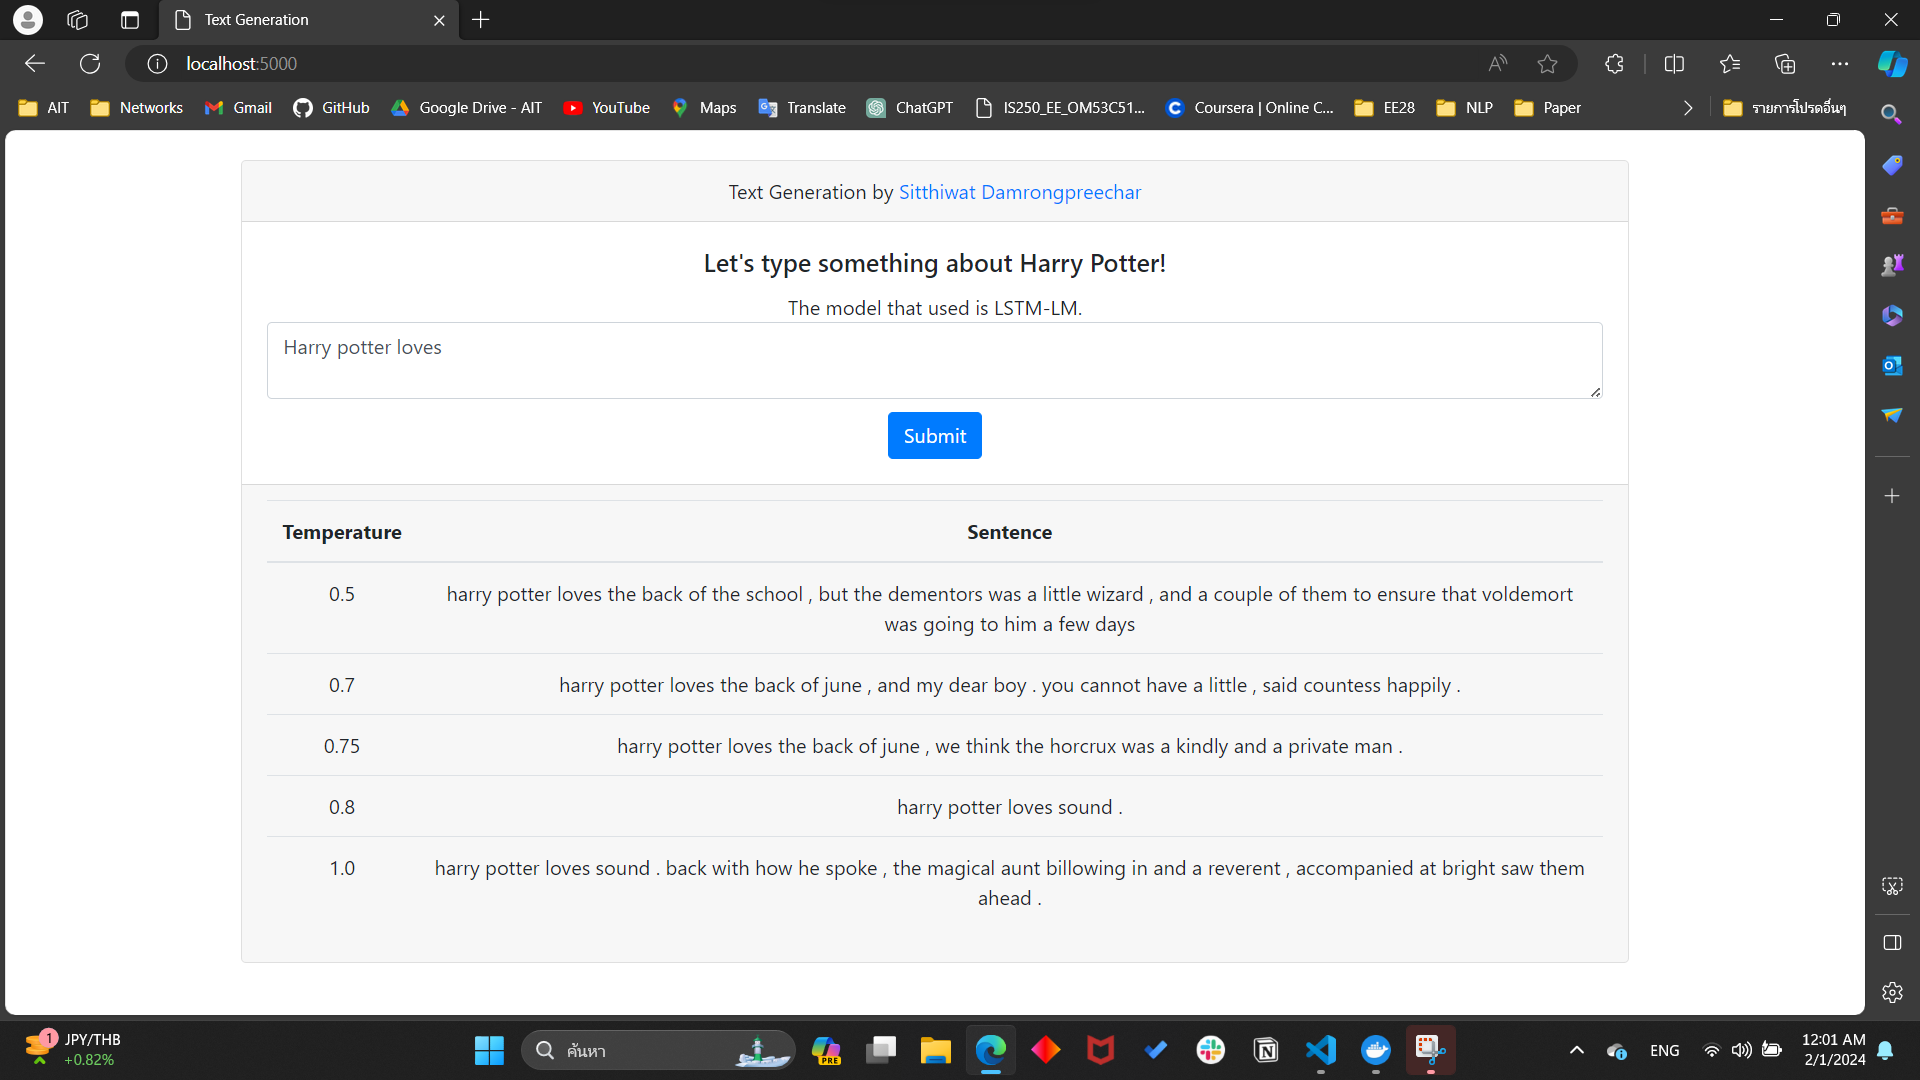 Text Generation
localhost:5000
AIT
Networks
Gmail
GitHub
Google Drive - AIT
YouTube
Maps
Translate
ChatGPT
IS250_EE_OM53C51...
Coursera | Online C...
EE28
NLP
Paper
รายการโปรดอื่นๆ
Text Generation by Sitthiwat Damrongpreechar
Let's type something about Harry Potter!
The model that used is LSTM-LM.
Harry potter loves
Submit
Temperature Sentence
0.5 harry potter loves the back of the school , but the dementors was a little wizard , and a couple of them to ensure that voldemort
was going to him a few days
0.7 harry potter loves the back of june , and my dear boy . you cannot have a little , said countess happily .
0.75 harry potter loves the back of june , we think the horcrux was a kindly and a private man .
0.8 harry potter loves sound .
1.0 harry potter loves sound . back with how he spoke , the magical aunt billowing in and a reverent , accompanied at bright saw them
ahead .
1
JPY/THB
+0.82%
ค้นหา
PRE
ENG
12:01 AM
2/1/2024